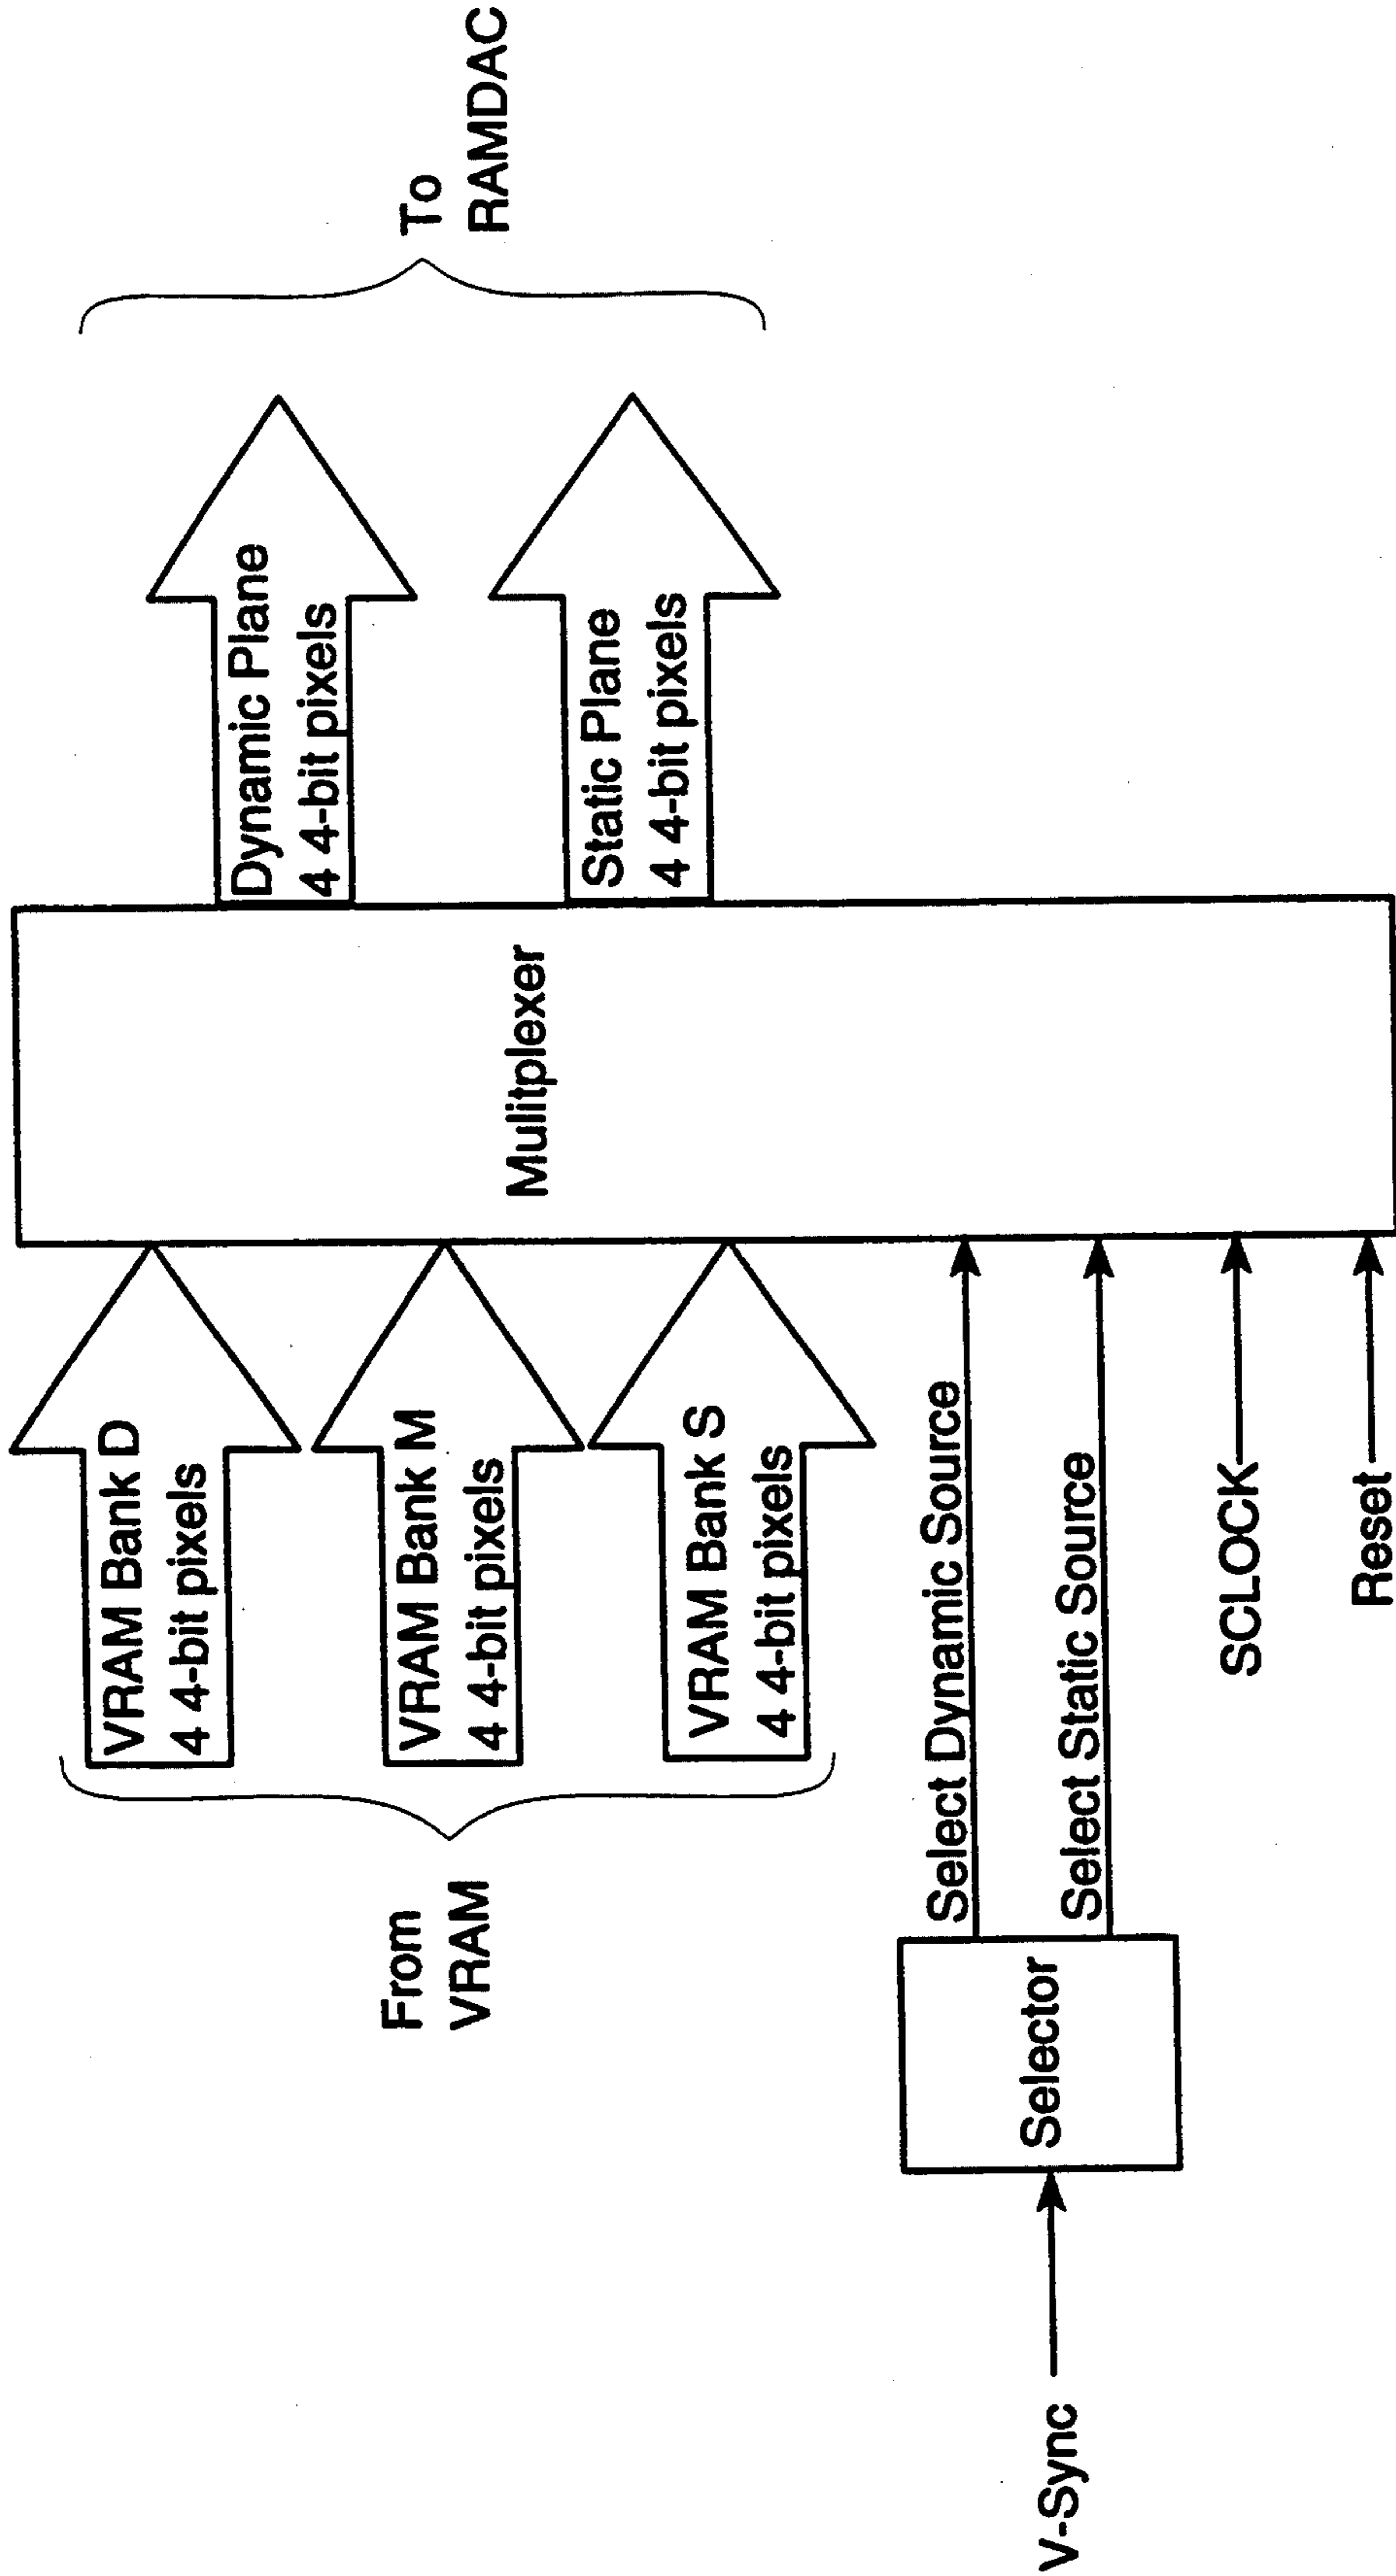 From
VRAM
VRAM Bank D
4 4-bit pixels
VRAM Bank M
4 4-bit pixels
VRAM Bank S
4 4-bit pixels
Mulitplexer
Dynamic Plane
4 4-bit pixels
Static Plane
4 4-bit pixels
To
RAMDAC
V-Sync
Selector
Select Dynamic Source
Select Static Source
SCLOCK
Reset